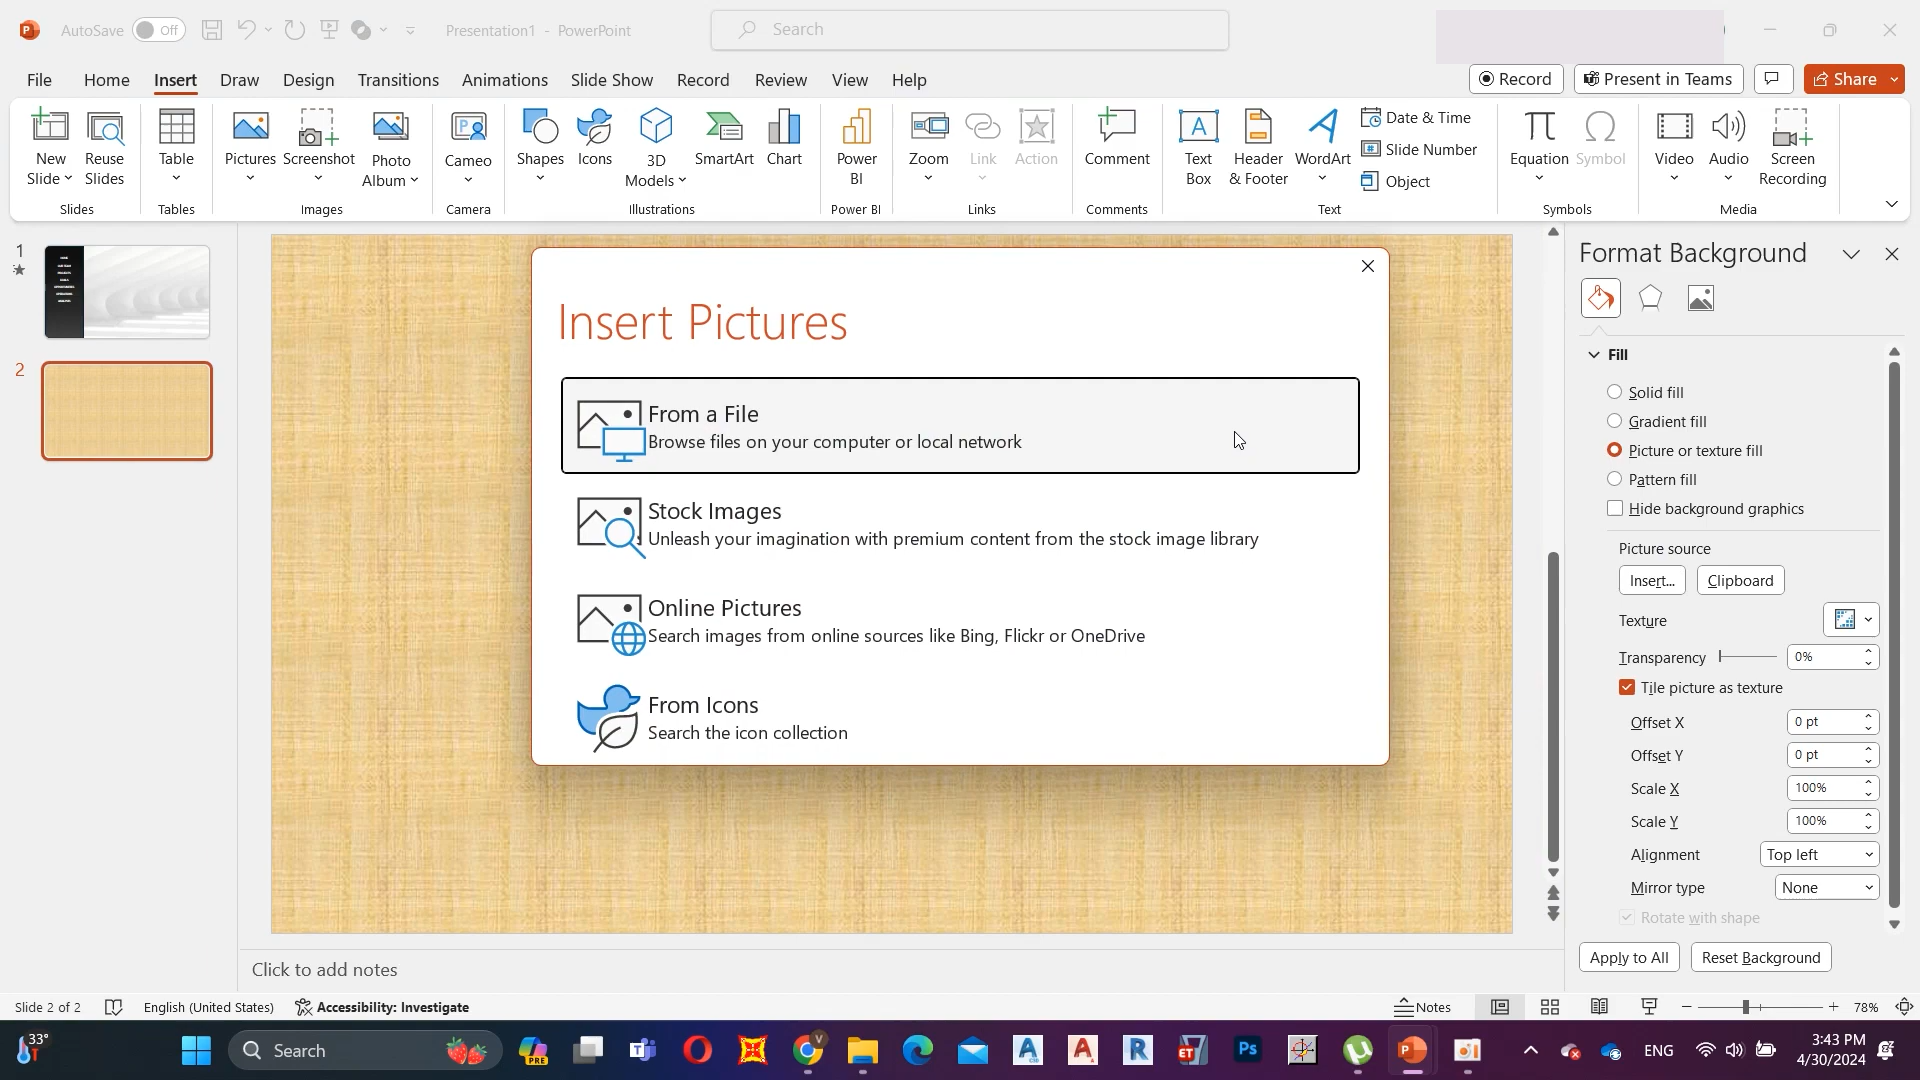 AutoSave Off Presentation1 - PowerPoint Search
File Home Insert Draw Design Transitions Animations Slide Show Record Review View Help Record Present in Teams Share
New Slide
Reuse Slides
Slides
Table
Tables
Pictures
Screenshot
Photo Album
Images
Cameo
Camera
Shapes
Icons
3D Models
SmartArt
Chart
Illustrations
Power BI
Power BI
Zoom
Link
Action
Links
Comment
Comments
Text Box
Header & Footer
WordArt
Date & Time
Slide Number
Object
Text
Equation
Symbol
Symbols
Video
Audio
Screen Recording
Media
1
2
Insert Pictures
From a File
Browse files on your computer or local network
Stock Images
Unleash your imagination with premium content from the stock image library
Online Pictures
Search images from online sources like Bing, Flickr or OneDrive
From Icons
Search the icon collection
Format Background
Fill
Solid fill
Gradient fill
Picture or texture fill
Pattern fill
Hide background graphics
Picture source
Insert... Clipboard
Texture
Transparency 0%
Tile picture as texture
Offset X 0 pt
Offset Y 0 pt
Scale X 100%
Scale Y 100%
Alignment Top left
Mirror type None
Rotate with shape
Apply to All Reset Background
Click to add notes
Slide 2 of 2 English (United States) Accessibility: Investigate Notes 78%
33° Search ENG 3:43 PM
4/30/2024